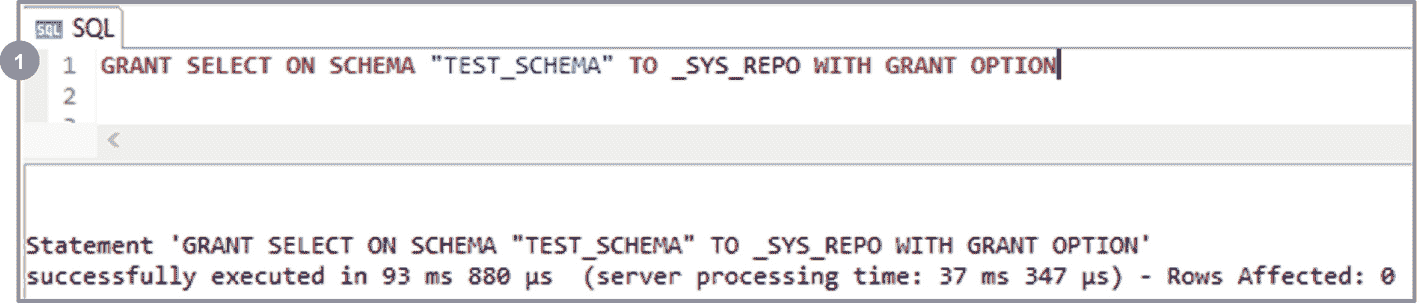 SQL SQL
1
1 GRANT SELECT ON SCHEMA "TEST_SCHEMA" TO _SYS_REPO WITH GRANT OPTION
2
Statement 'GRANT SELECT ON SCHEMA "TEST_SCHEMA" TO _SYS_REPO WITH GRANT OPTION'
successfully executed in 93 ms 880 µs  (server processing time: 37 ms 347 µs) - Rows Affected: 0